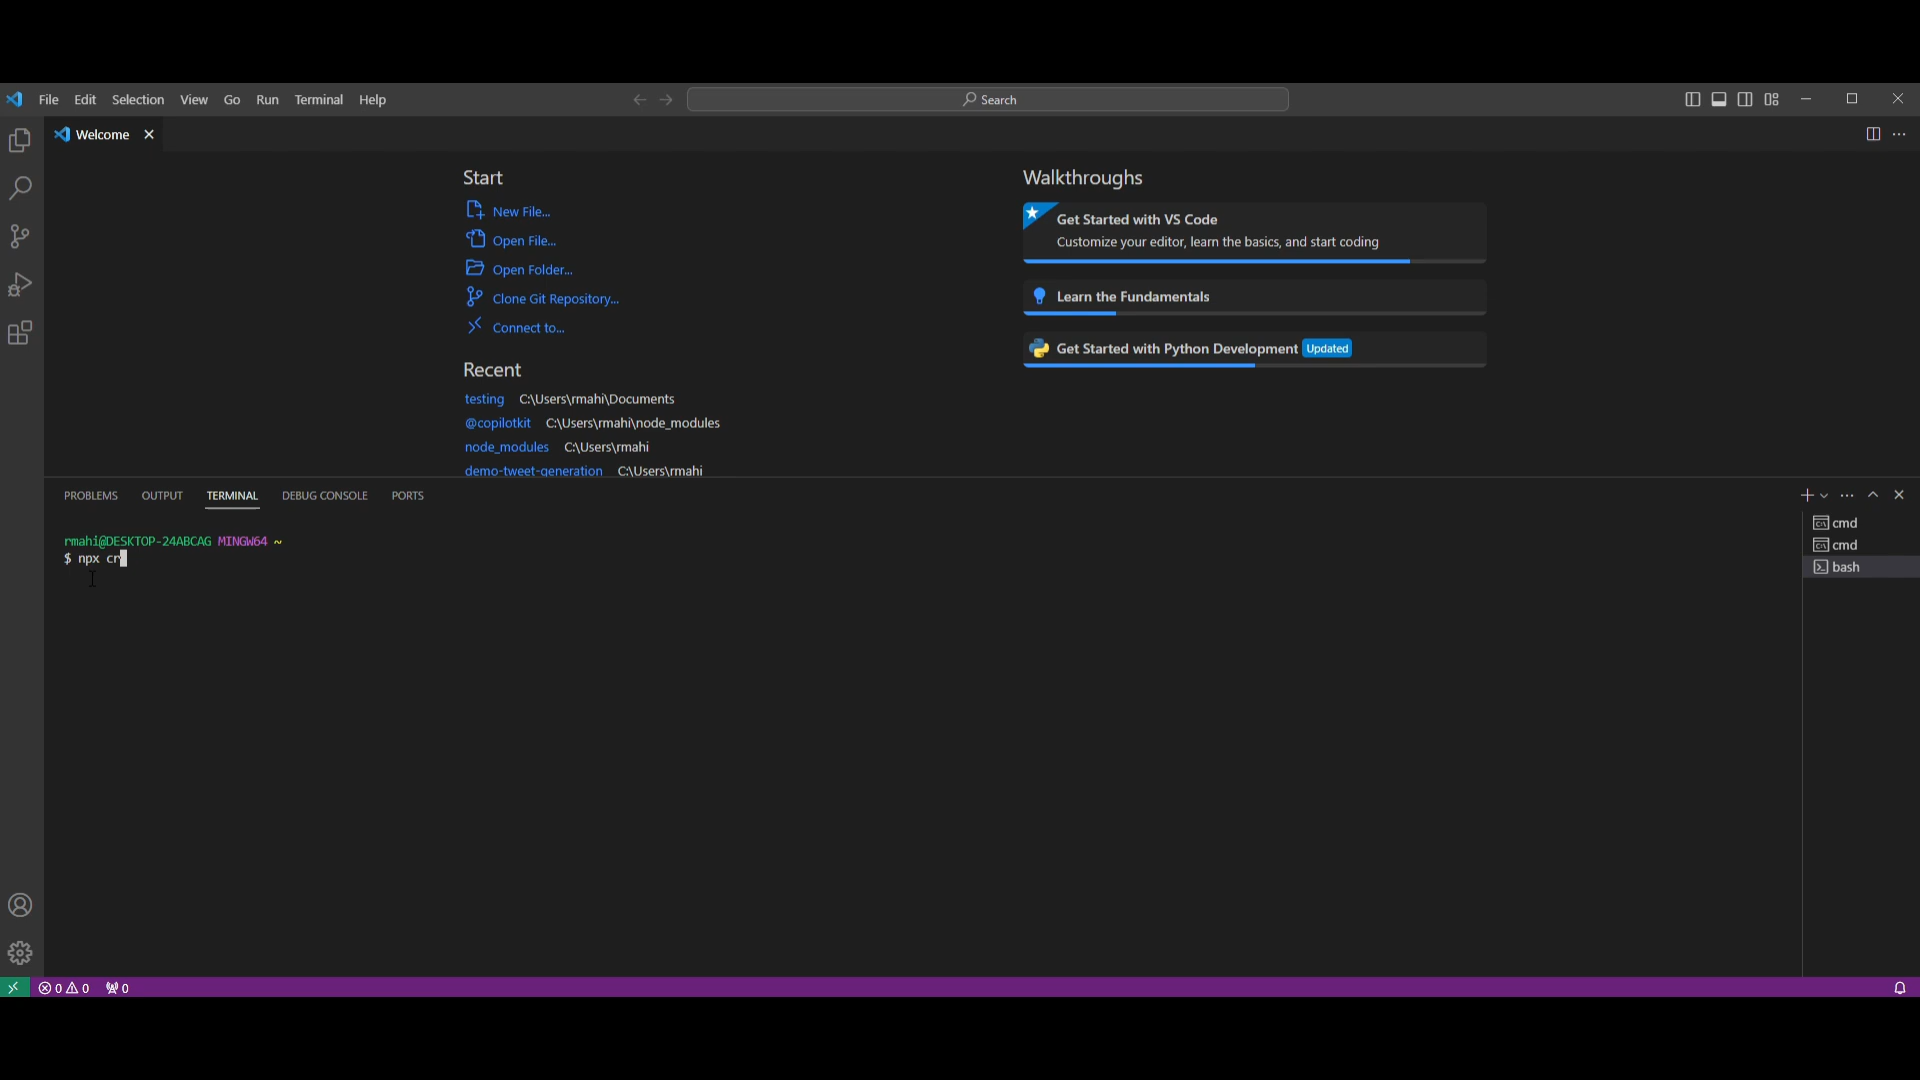 File Edit Selection View Go Run Terminal Help Search
Welcome
Start
New File...
Open File...
Open Folder...
Clone Git Repository...
Connect to...
Recent
testing C:\Users\rmahi\Documents
@copilotkit C:\Users\rmahi\node_modules
node_modules C:\Users\rmahi
demo-tweet-generation C:\Users\rmahi
Walkthroughs
Get Started with VS Code
Customize your editor, learn the basics, and start coding
Learn the Fundamentals
Get Started with Python Development Updated
PROBLEMS OUTPUT TERMINAL DEBUG CONSOLE PORTS
rmahi@DESKTOP-24ABCAG MINGW64 ~
$ npx cr
cmd
cmd
bash
0 0 0